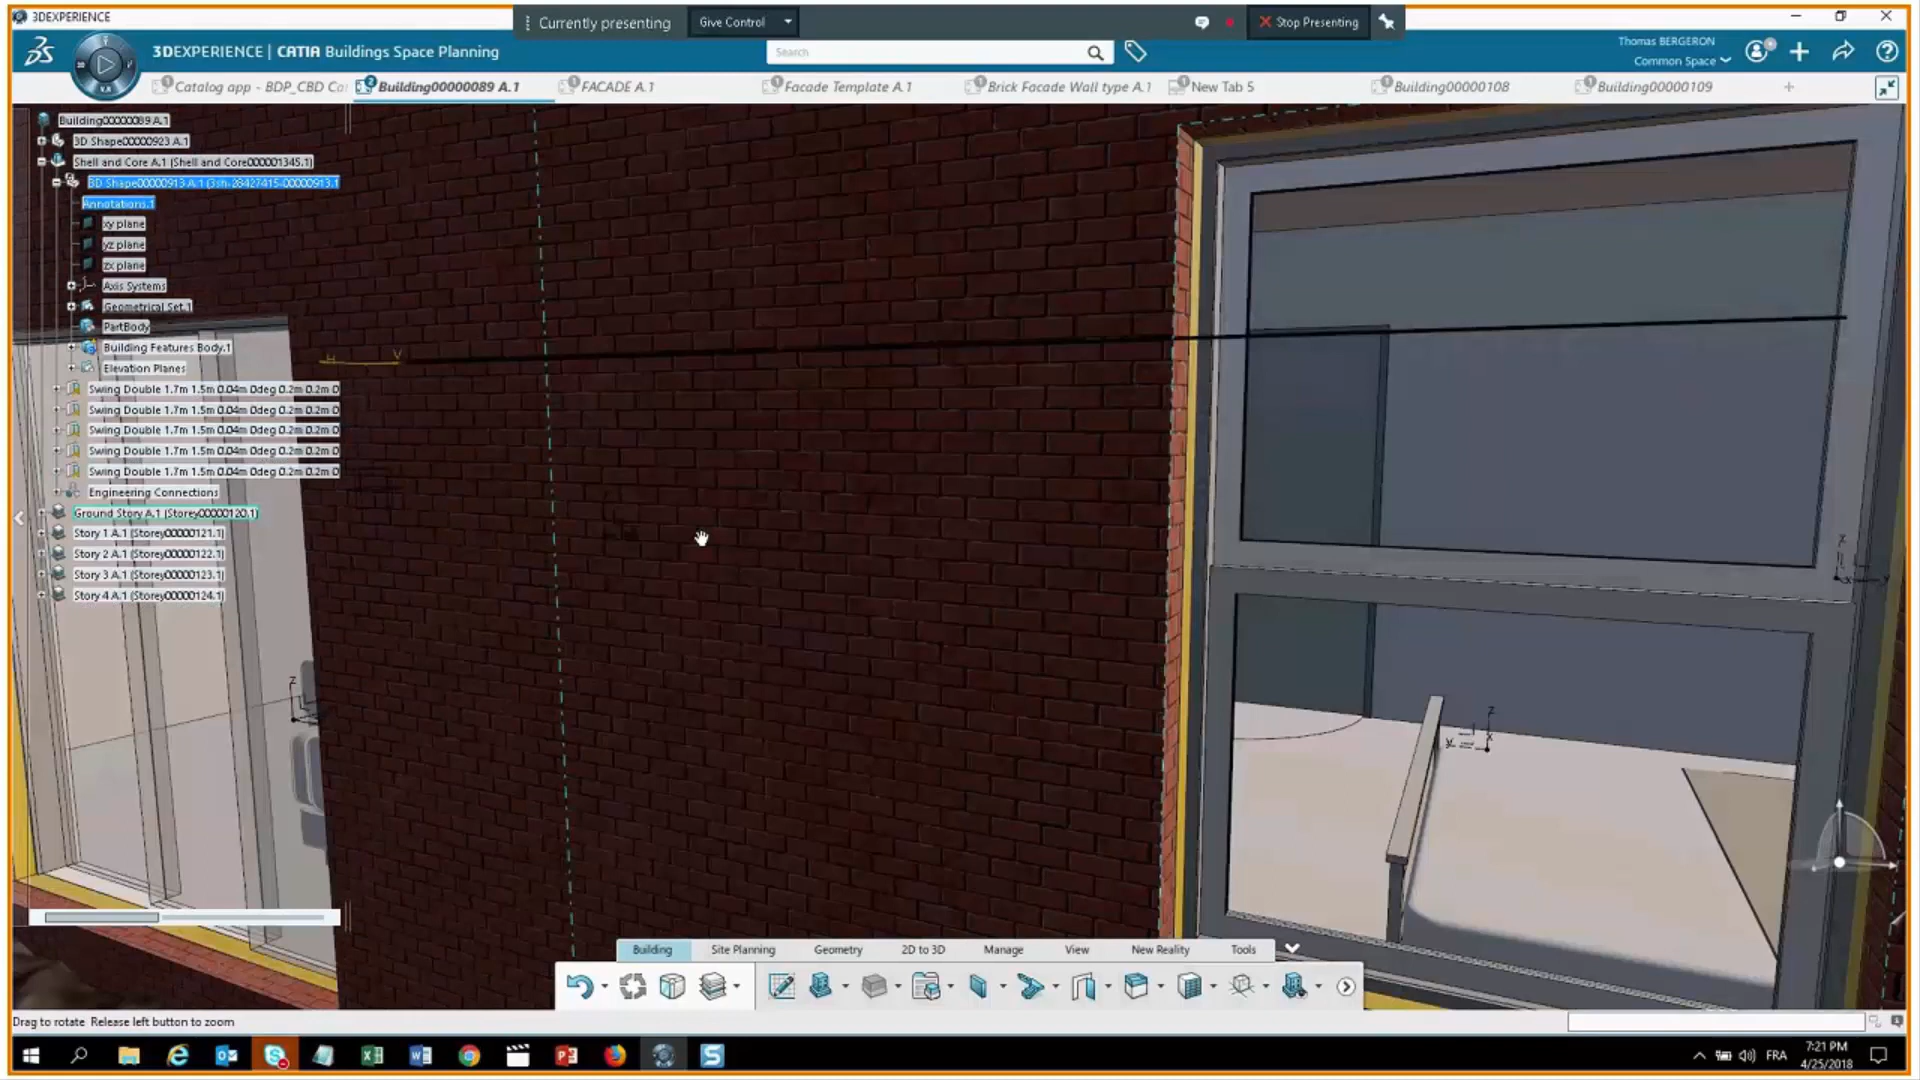 3DEXPERIENCE
Currently presenting
Give Control
Stop Presenting
3DEXPERIENCE | CATIA Buildings Space Planning
Search
Thomas BERGERON
Common Space
Catalog app - BDP_CBD Ca
Building00000089 A.1
FACADE A.1
Facade Template A.1
Brick Facade Wall type A.1
New Tab 5
Building00000108
Building00000109
Building00000089 A.1
3D Shape00000923 A.1
Shell and Core A.1 (Shell and Core000001345.1)
3D Shape00000913 A.1 (3sh-28427415-00000913.1
Annotations.1
xy plane
yz plane
zx plane
Axis Systems
Geometrical Set.1
PartBody
Building Features Body.1
Elevation Planes
Swing Double 1.7m 1.5m 0.04m 0deg 0.2m 0.2m 0
Swing Double 1.7m 1.5m 0.04m 0deg 0.2m 0.2m 0
Swing Double 1.7m 1.5m 0.04m 0deg 0.2m 0.2m 0
Swing Double 1.7m 1.5m 0.04m 0deg 0.2m 0.2m 0
Swing Double 1.7m 1.5m 0.04m 0deg 0.2m 0.2m 0
Engineering Connections
Ground Story A.1 (Storey00000120.1)
Story 1 A.1 (Storey00000121.1)
Story 2 A.1 (Storey00000122.1)
Story 3 A.1 (Storey00000123.1)
Story 4 A.1 (Storey00000124.1)
H V
Z
Z
Z
Y
Building
Site Planning
Geometry
2D to 3D
Manage
View
New Reality
Tools
Drag to rotate Release left button to zoom
FRA
7:21 PM
4/25/2018